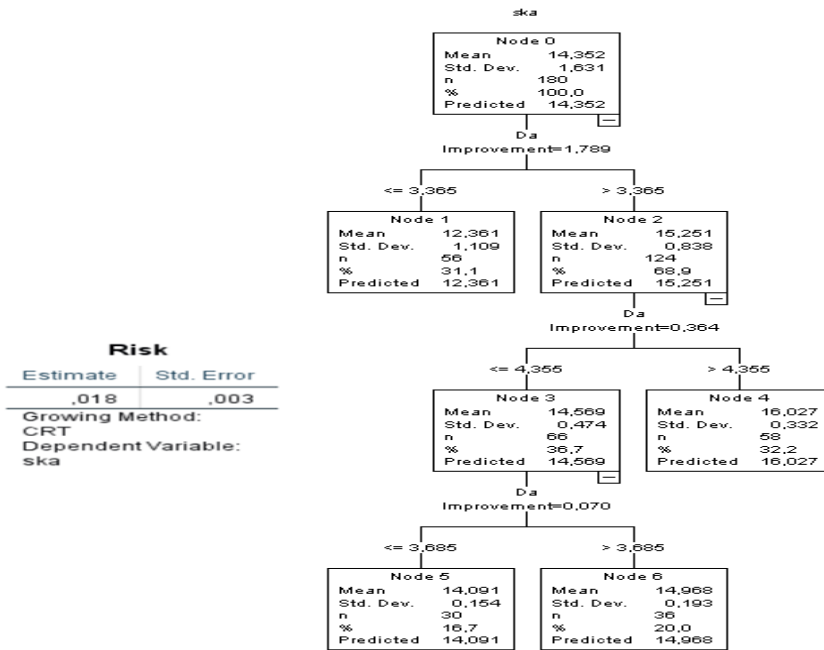 ska
Node 0
Mean 14,352
Std. Dev. 1,631
n 180
% 100,0
Predicted 14,352
Da
Improvement=1,789
<= 3,365
> 3,365
Node 1
Mean 12,361
Std. Dev. 1,109
n 56
% 31,1
Predicted 12,361
Node 2
Mean 15,251
Std. Dev. 0,838
n 124
% 68,9
Predicted 15,251
Da
Improvement=0,364
<= 4,355
> 4,355
Node 3
Mean 14,569
Std. Dev. 0,474
n 66
% 36,7
Predicted 14,569
Node 4
Mean 16,027
Std. Dev. 0,332
n 58
% 32,2
Predicted 16,027
Da
Improvement=0,070
<= 3,685
> 3,685
Node 5
Mean 14,091
Std. Dev. 0,154
n 30
% 16,7
Predicted 14,091
Node 6
Mean 14,968
Std. Dev. 0,193
n 36
% 20,0
Predicted 14,968
Risk
Estimate Std. Error
,018 ,003
Growing Method:
CRT
Dependent Variable:
ska